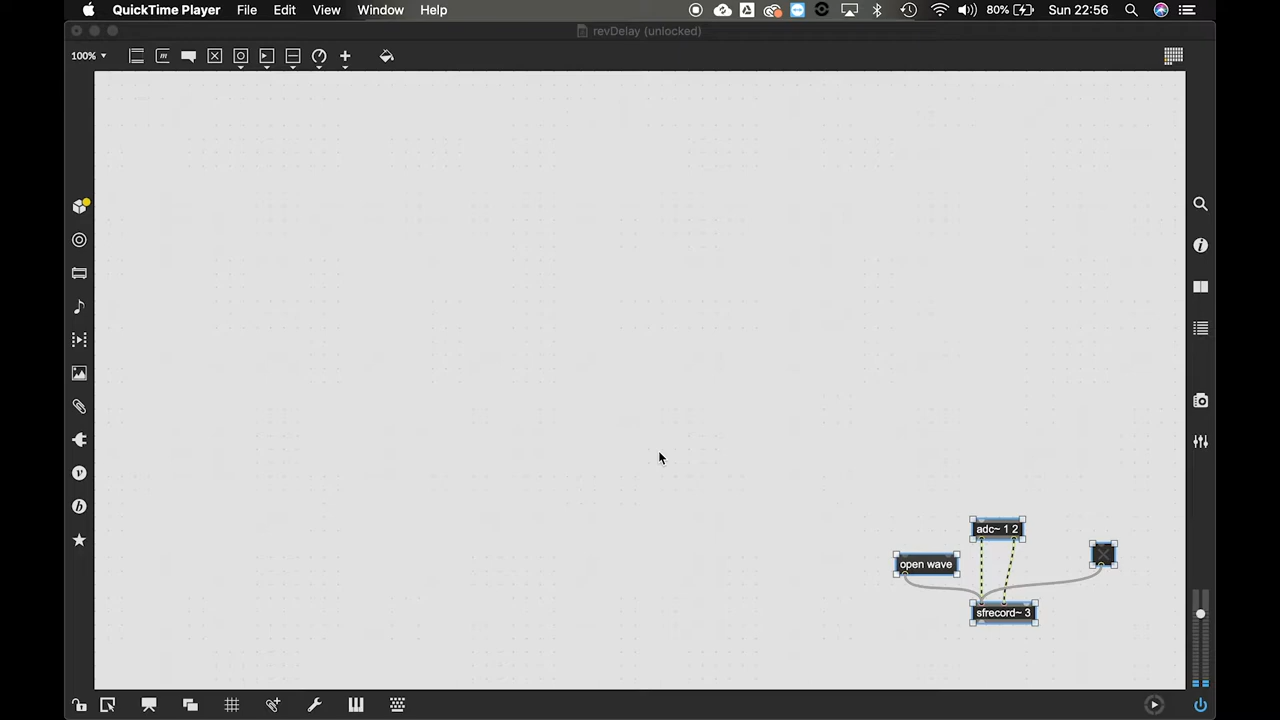 QuickTime Player File Edit View Window Help 80% Sun 22:56
revDelay (unlocked)
100%
adc~ 1 2
open wave
sfrecord~ 3